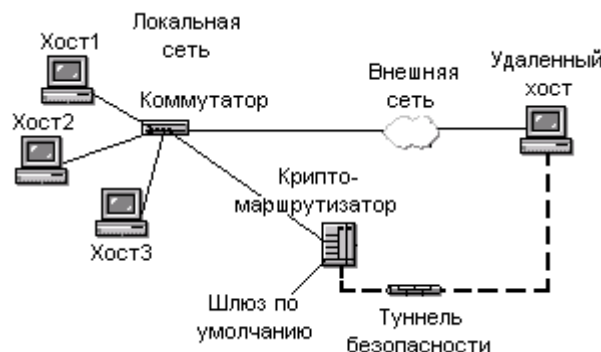 Локальная
сеть
Хост1
Коммутатор
Хост2
Хост3
Внешняя
сеть
Удаленный
хост
Крипто-
маршрутизатор
Шлюз по
умолчанию
Туннель
безопасности